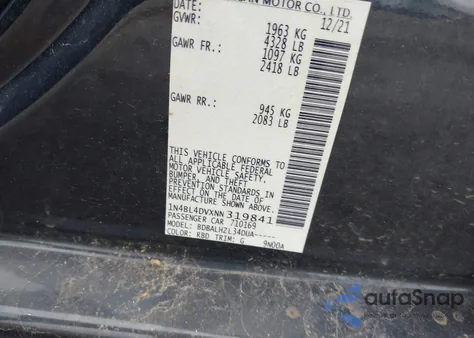 SAN MOTOR CO., LTD.
DATE: 12/21
GVWR: 1963 KG
4328 LB
GAWR FR.: 1097 KG
2418 LB
GAWR RR.: 945 KG
2083 LB
THIS VEHICLE CONFORMS TO
ALL APPLICABLE FEDERAL
MOTOR VEHICLE SAFETY,
BUMPER, AND THEFT
PREVENTION STANDARDS IN
EFFECT ON THE DATE OF
MANUFACTURE SHOWN ABOVE.
1N4BL4DVXNN319841
PASSENGER CAR 710169
MODEL: BDBALHZL34DUA-----
COLOR: RBD TRIM: G 9N00A
autoSnap